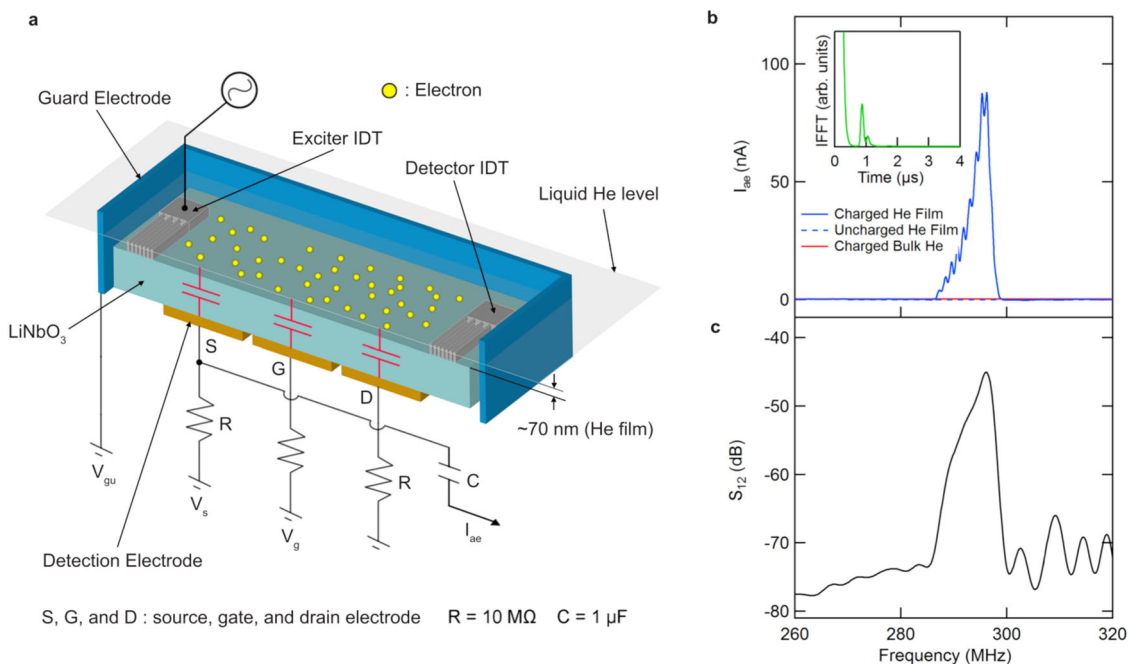 a
Guard Electrode
: Electron
Exciter IDT
Detector IDT
Liquid He level
LiNbO3
S
G
D
~70 nm (He film)
R
R
C
Vgu
Vs
Vg
Iae
Detection Electrode
S, G, and D : source, gate, and drain electrode R = 10 MΩ C = 1 µF
b
100
50
0
Iae (nA)
IFFT (arb. units)
0 1 2 3 4
Time (µs)
Charged He Film
Uncharged He Film
Charged Bulk He
c
-40
-50
-60
-70
-80
S12 (dB)
260 280 300 320
Frequency (MHz)